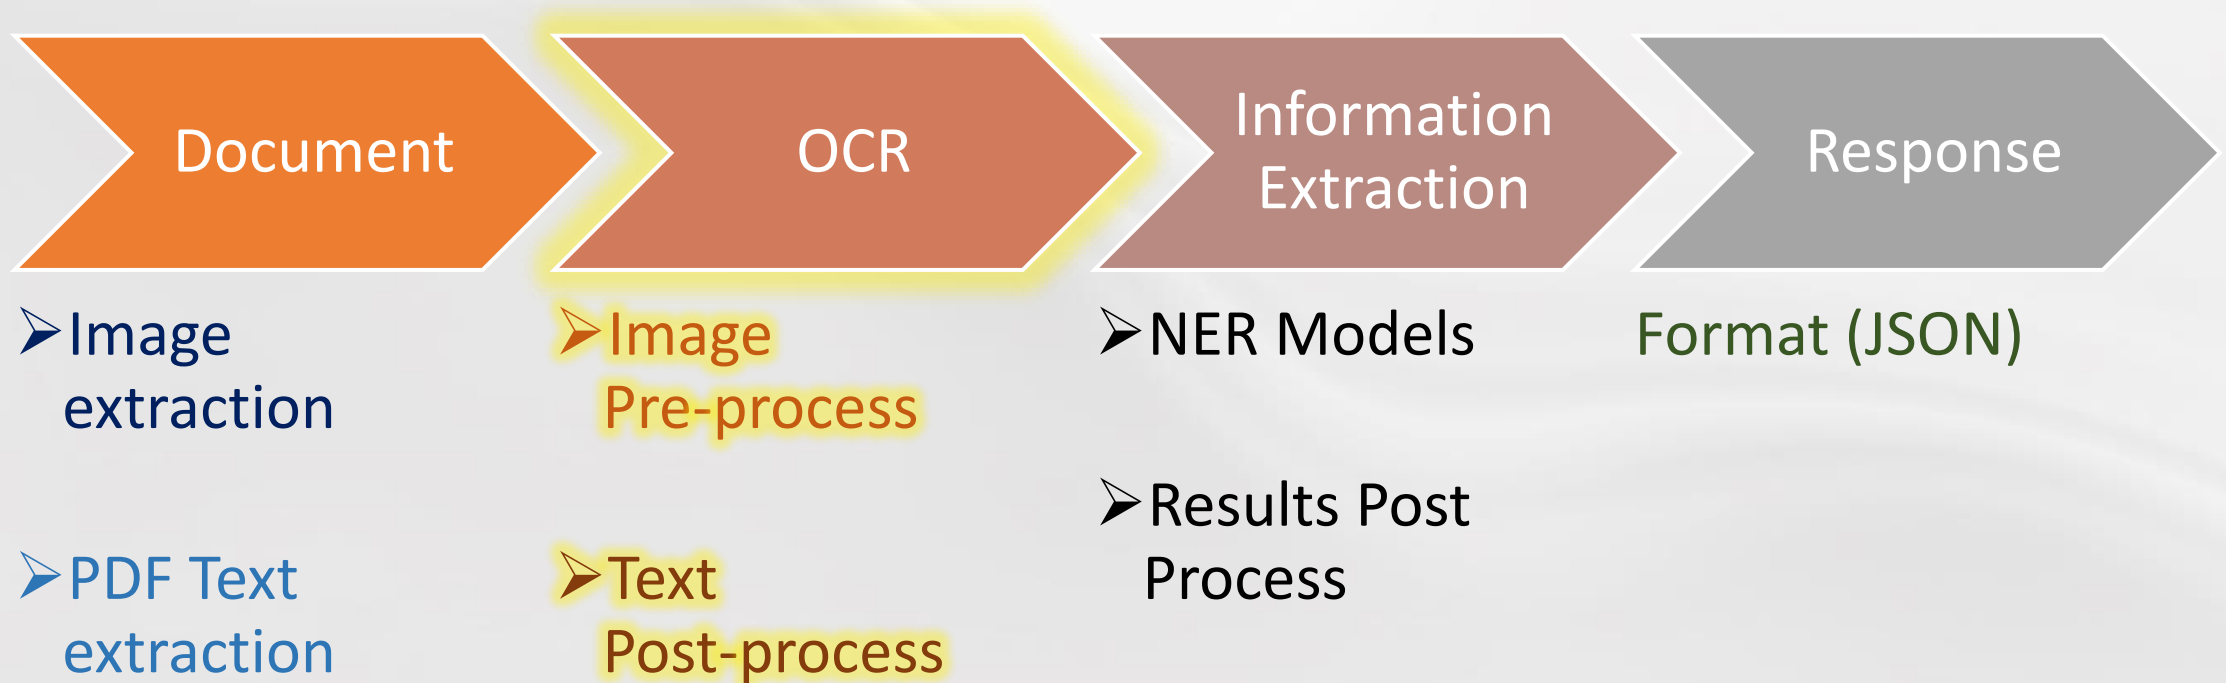 Document
OCR
Information
Extraction
Response
➢Image
extraction
➢PDF Text
extraction
➢Image
Pre-process
➢Text
Post-process
➢NER Models
➢Results Post
Process
Format (JSON)